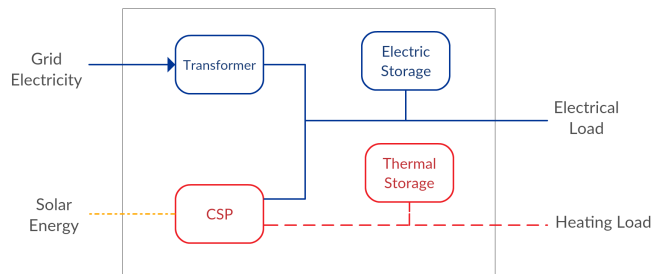 Grid
Electricity
Transformer
Electric
Storage
Electrical
Load
Thermal
Storage
Solar
Energy
CSP
Heating Load